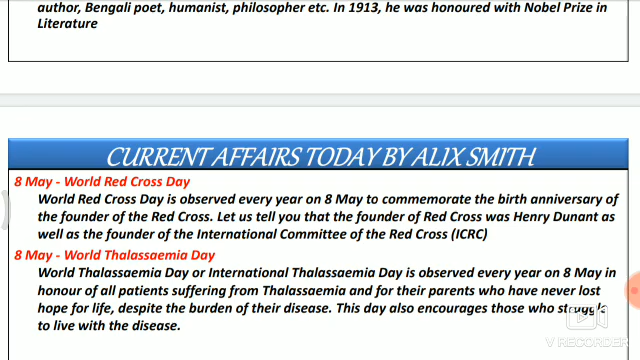 author, Bengali poet, humanist, philosopher etc. In 1913, he was honoured with Nobel Prize in
Literature
CURRENT AFFAIRS TODAY BY ALIX SMITH
8 May - World Red Cross Day
World Red Cross Day is observed every year on 8 May to commemorate the birth anniversary of
the founder of the Red Cross. Let us tell you that the founder of Red Cross was Henry Dunant as
well as the founder of the International Committee of the Red Cross (ICRC)
8 May - World Thalassaemia Day
World Thalassaemia Day or International Thalassaemia Day is observed every year on 8 May in
honour of all patients suffering from Thalassaemia and for their parents who have never lost
hope for life, despite the burden of their disease. This day also encourages those who struggle
to live with the disease.
V RECORDER